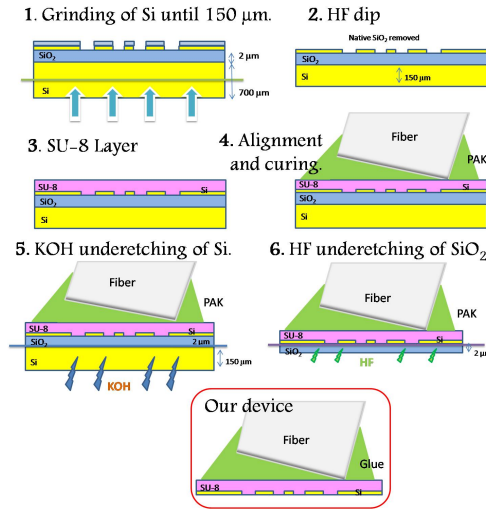 1. Grinding of Si until 150 μm.
SiO₂
2 μm
Si
700 μm
2. HF dip
Native SiO₂ removed
SiO₂
Si
150 μm
3. SU-8 Layer
SU-8
Si
SiO₂
Si
4. Alignment
and curing.
Fiber
PAK
SU-8
Si
SiO₂
Si
5. KOH underetching of Si.
Fiber
PAK
SU-8
Si
SiO₂
2 μm
Si
150 μm
KOH
6. HF underetching of SiO₂
Fiber
PAK
SU-8
Si
SiO₂
2 μm
HF
Our device
Fiber
Glue
SU-8
Si